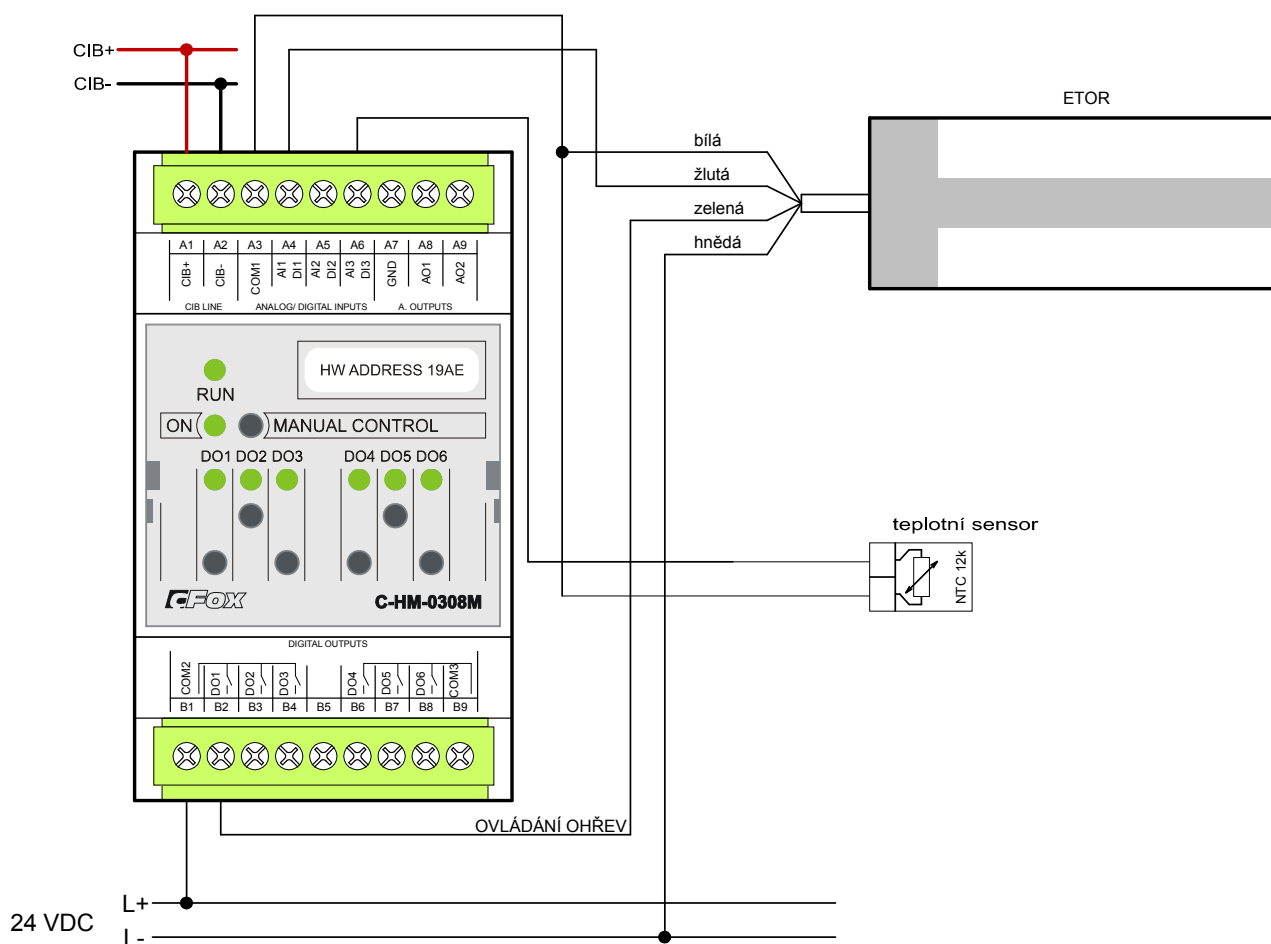 CIB+
CIB-
ETOR
bílá
žlutá
zelená
hnědá
A1 A2 A3 A4 A5 A6 A7 A8 A9
CIB+ CIB- COM1 AI1 DI1 AI2 DI2 AI3 DI3 GND AO1 AO2
CIB LINE ANALOG/ DIGITAL INPUTS A. OUTPUTS
HW ADDRESS 19AE
RUN
ON MANUAL CONTROL
DO1 DO2 DO3 DO4 DO5 DO6
teplotní sensor
NTC 12k
CFOX C-HM-0308M
DIGITAL OUTPUTS
COM2 DO1 DO2 DO3 DO4 DO5 DO6 COM3
B1 B2 B3 B4 B5 B6 B7 B8 B9
OVLÁDÁNÍ OHŘEV
L+
24 VDC
L-